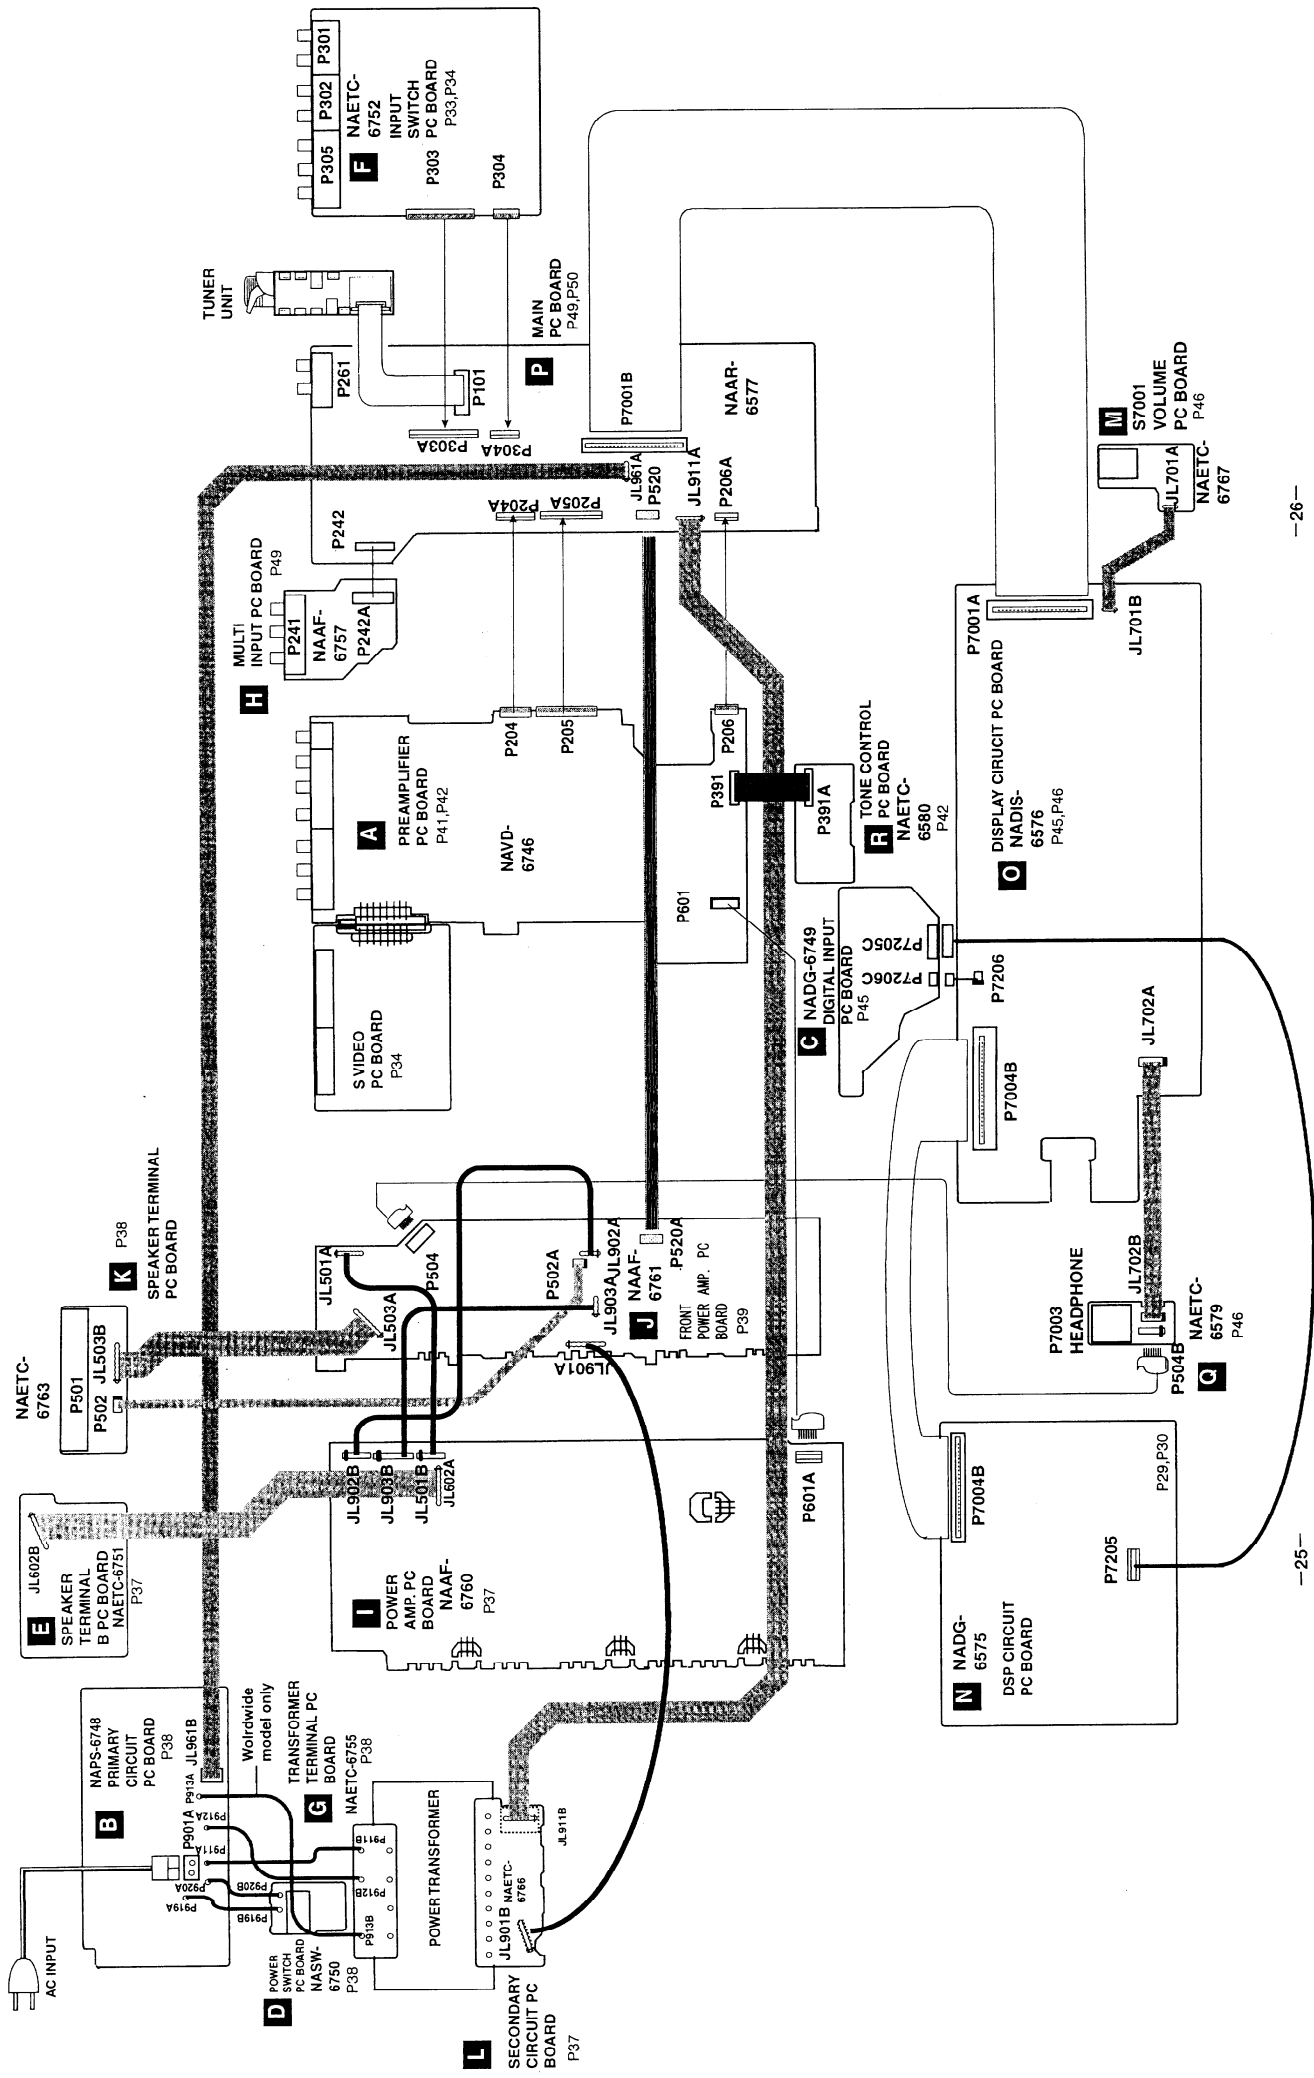 AC INPUT
B
NAPS-6748
PRIMARY
CIRCUIT
PC BOARD
P38
JL961B
P913A
P912A
P901A
P911A
P920A
P919A
P920B
P919B
Wolrdwide
model only
D
POWER
SWITCH
PC BOARD
NASW-
6750
P38
G
TRANSFORMER
TERMINAL PC
BOARD
NAETC-6755
P38
P911B
P912B
P913B
POWER TRANSFORMER
L
SECONDARY
CIRCUIT PC
BOARD
P37
JL901B
NAETC-
6766
JL911B
E
JL602B
SPEAKER
TERMINAL
B PC BOARD
NAETC-6751
P37
NAETC-
6763
P501
P502
JL503B
K
P38
SPEAKER TERMINAL
PC BOARD
I
POWER
AMP. PC
BOARD
NAAF-
6760
P37
JL902B
JL903B
JL501B
JL602A
P601A
JL501A
JL503A
P504
P502A
JL902A
JL903A
JL901A
J
NAAF-
6761
P520A
FRONT
POWER AMP. PC
BOARD
P39
S VIDEO
PC BOARD
P34
A
PREAMPLIFIER
PC BOARD
P41,P42
NAVD-
6746
P204
P205
P206
P391
P601
H
MULTI
INPUT PC BOARD
P49
P241
NAAF-
6757
P242A
P242
P261
P101
TUNER
UNIT
P
MAIN
PC BOARD
P49,P50
P303A
P304A
P204A
P205A
JL961A
P520
JL911A
P206A
P7001B
NAAR-
6577
P305
P302
P301
F
NAETC-
6752
INPUT
SWITCH
PC BOARD
P33,P34
P303
P304
R
TONE CONTROL
PC BOARD
NAETC-
6580
P42
P391A
C
NADG-6749
DIGITAL INPUT
PC BOARD
P45
P7205C
P7206C
P7206
O
DISPLAY CIRUCIT PC BOARD
NADIS-
6576
P45,P46
P7001A
JL701B
P7004B
JL702A
M
S7001
VOLUME
PC BOARD
P46
JL701A
NAETC-
6767
P7003
HEADPHONE
JL702B
P504B
NAETC-
6579
P46
Q
N
NADG-
6575
DSP CIRCUIT
PC BOARD
P7004B
P7205
P29,P30
—25—
—26—